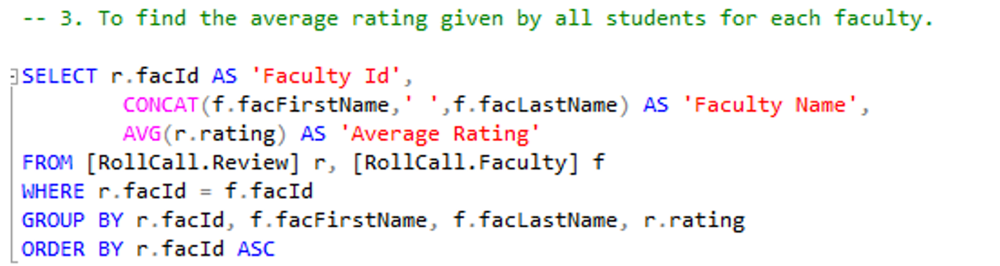 -- 3. To find the average rating given by all students for each faculty.
SELECT r.facId AS 'Faculty Id',
CONCAT(f.facFirstName,' ',f.facLastName) AS 'Faculty Name',
AVG(r.rating) AS 'Average Rating'
FROM [RollCall.Review] r, [RollCall.Faculty] f
WHERE r.facId = f.facId
GROUP BY r.facId, f.facFirstName, f.facLastName, r.rating
ORDER BY r.facId ASC